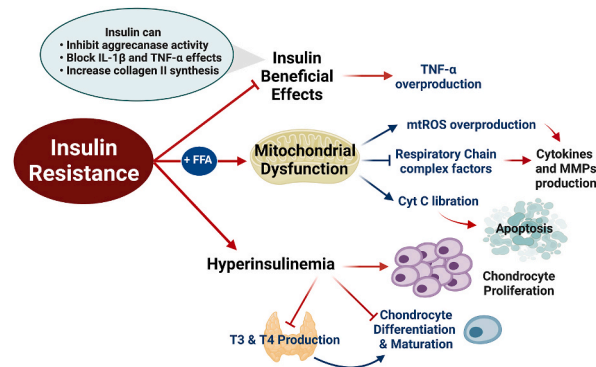 Insulin can
• Inhibit aggrecanase activity
• Block IL-1β and TNF-α effects
• Increase collagen II synthesis
Insulin
Beneficial
Effects
TNF-α
overproduction
Insulin
Resistance
+ FFA
Mitochondrial
Dysfunction
mtROS overproduction
Respiratory Chain
complex factors
Cyt C libration
Cytokines
and MMPs
production
Apoptosis
Hyperinsulinemia
Chondrocyte
Proliferation
T3 & T4 Production
Chondrocyte
Differentiation
& Maturation